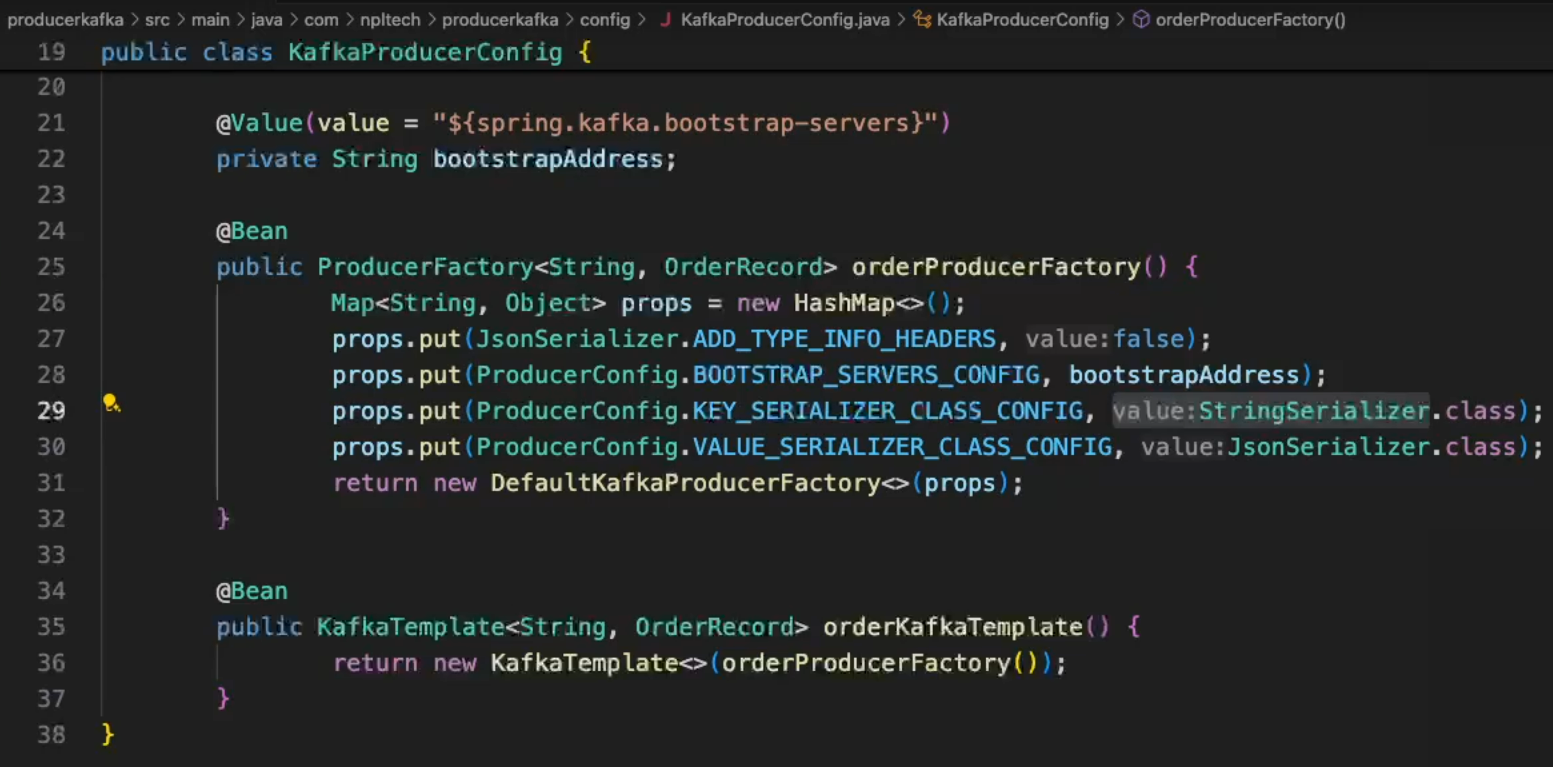 producerkafka > src > main > java > com > npltech > producerkafka > config > J KafkaProducerConfig.java > KafkaProducerConfig > orderProducerFactory()
19 public class KafkaProducerConfig {
20
21 @Value(value = "${spring.kafka.bootstrap-servers}")
22 private String bootstrapAddress;
23
24 @Bean
25 public ProducerFactory<String, OrderRecord> orderProducerFactory() {
26 Map<String, Object> props = new HashMap<>();
27 props.put(JsonSerializer.ADD_TYPE_INFO_HEADERS, value:false);
28 props.put(ProducerConfig.BOOTSTRAP_SERVERS_CONFIG, bootstrapAddress);
29 props.put(ProducerConfig.KEY_SERIALIZER_CLASS_CONFIG, value:StringSerializer.class);
30 props.put(ProducerConfig.VALUE_SERIALIZER_CLASS_CONFIG, value:JsonSerializer.class);
31 return new DefaultKafkaProducerFactory<>(props);
32 }
33
34 @Bean
35 public KafkaTemplate<String, OrderRecord> orderKafkaTemplate() {
36 return new KafkaTemplate<>(orderProducerFactory());
37 }
38 }